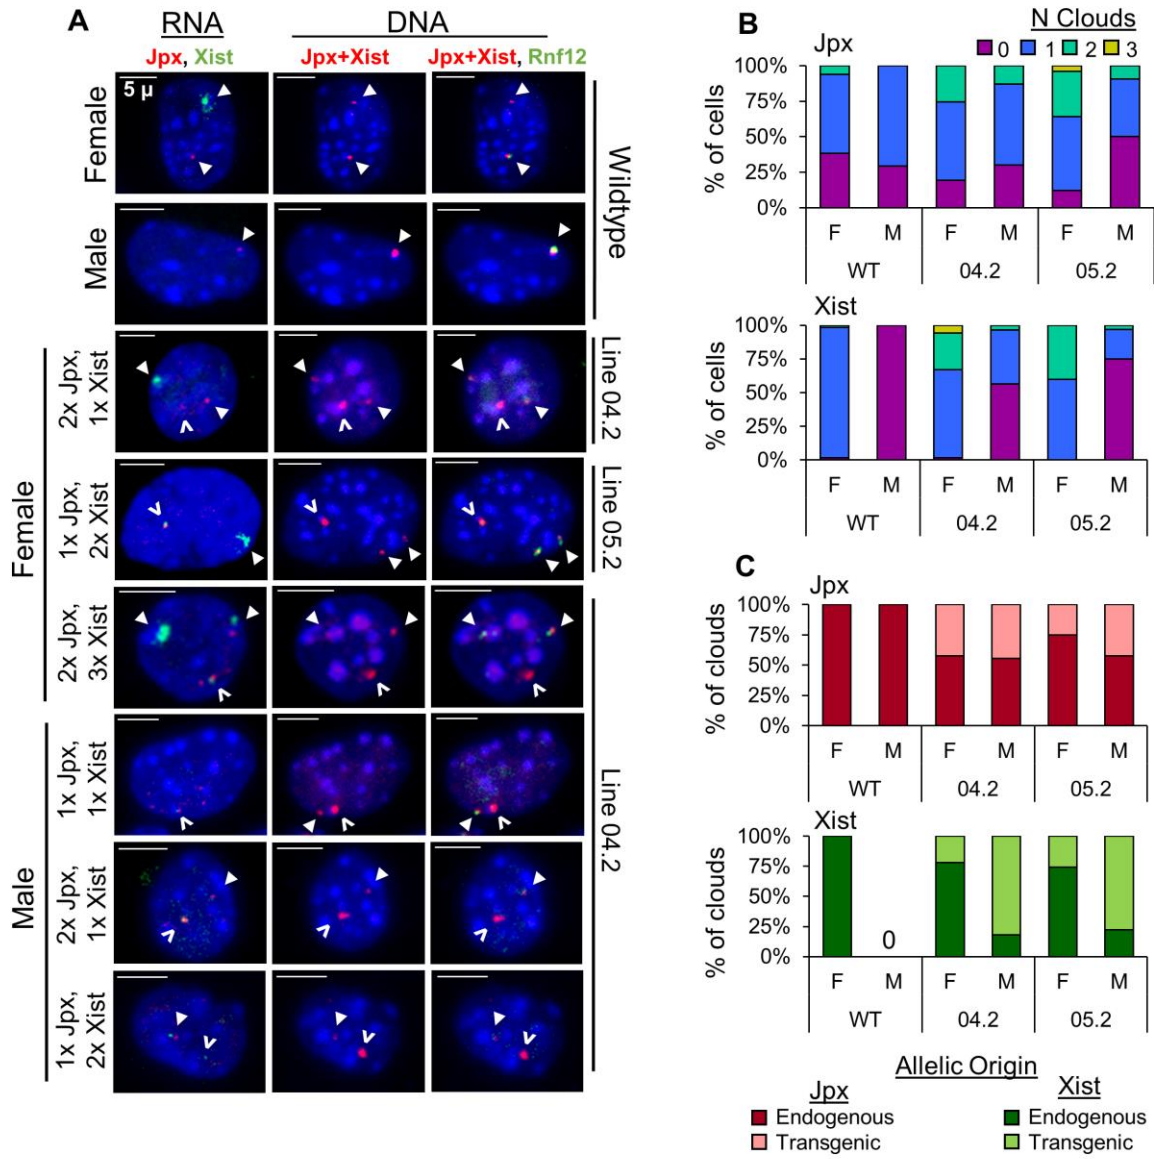 A
RNA
DNA
Jpx, Xist
Jpx+Xist
Jpx+Xist, Rnf12
5 μ
Female
Male
Wildtype
Female
2x Jpx,
1x Xist
Line 04.2
1x Jpx,
2x Xist
Line 05.2
2x Jpx,
3x Xist
Male
1x Jpx,
1x Xist
2x Jpx,
1x Xist
1x Jpx,
2x Xist
Line 04.2
B
N Clouds
0 1 2 3
Jpx
% of cells
100%
75%
50%
25%
0%
F M F M F M
WT 04.2 05.2
Xist
% of cells
100%
75%
50%
25%
0%
F M F M F M
WT 04.2 05.2
C
Jpx
% of clouds
100%
75%
50%
25%
0%
F M F M F M
WT 04.2 05.2
Xist
% of clouds
100%
75%
50%
25%
0%
0
F M F M F M
WT 04.2 05.2
Allelic Origin
Jpx
Endogenous
Transgenic
Xist
Endogenous
Transgenic